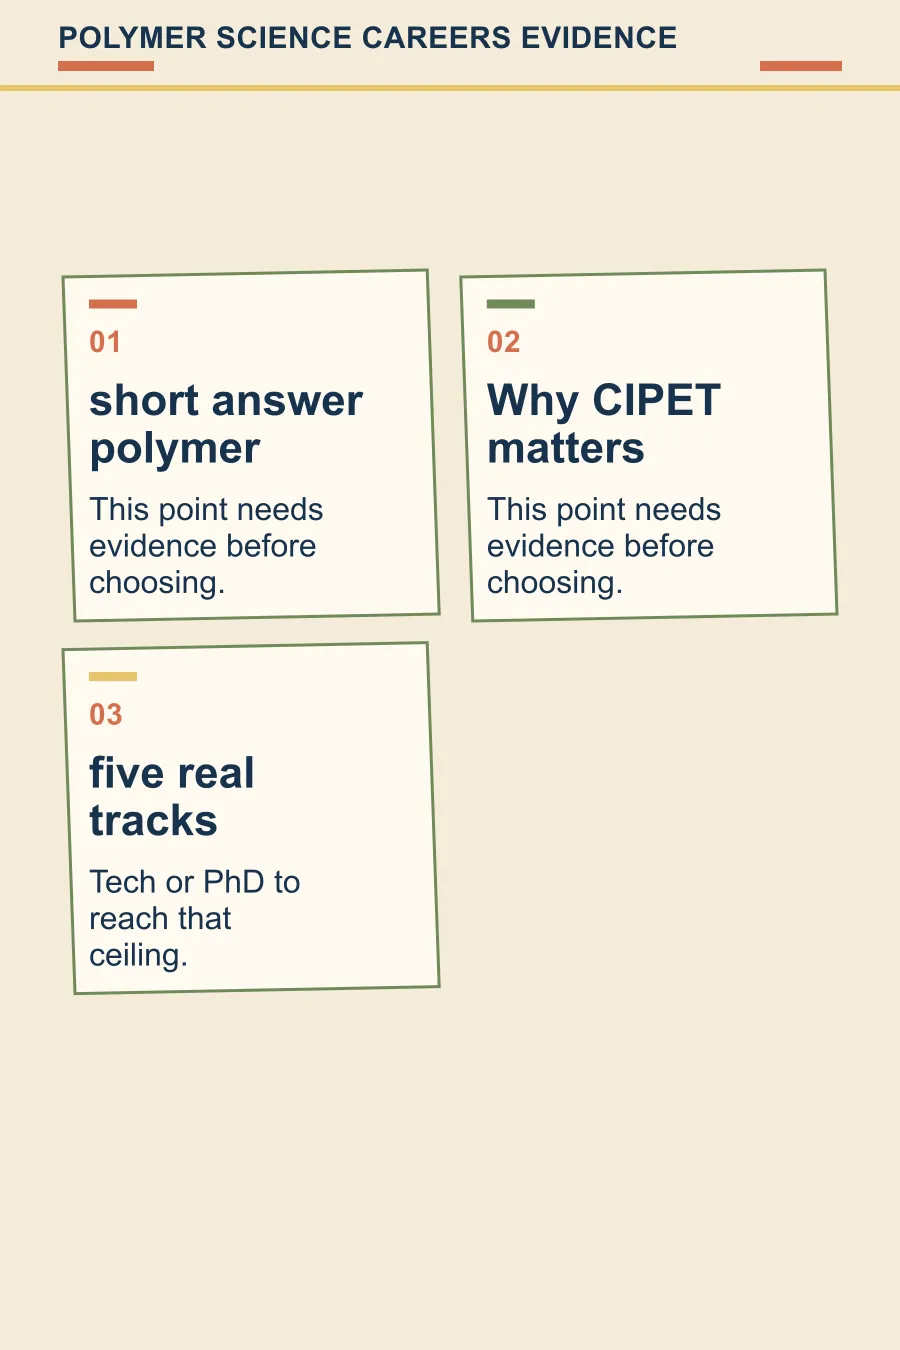 POLYMER SCIENCE CAREERS EVIDENCE
01
short answer
polymer
This point needs
evidence before
choosing.
02
Why CIPET
matters
This point needs
evidence before
choosing.
03
five real
tracks
Tech or PhD to
reach that
ceiling.